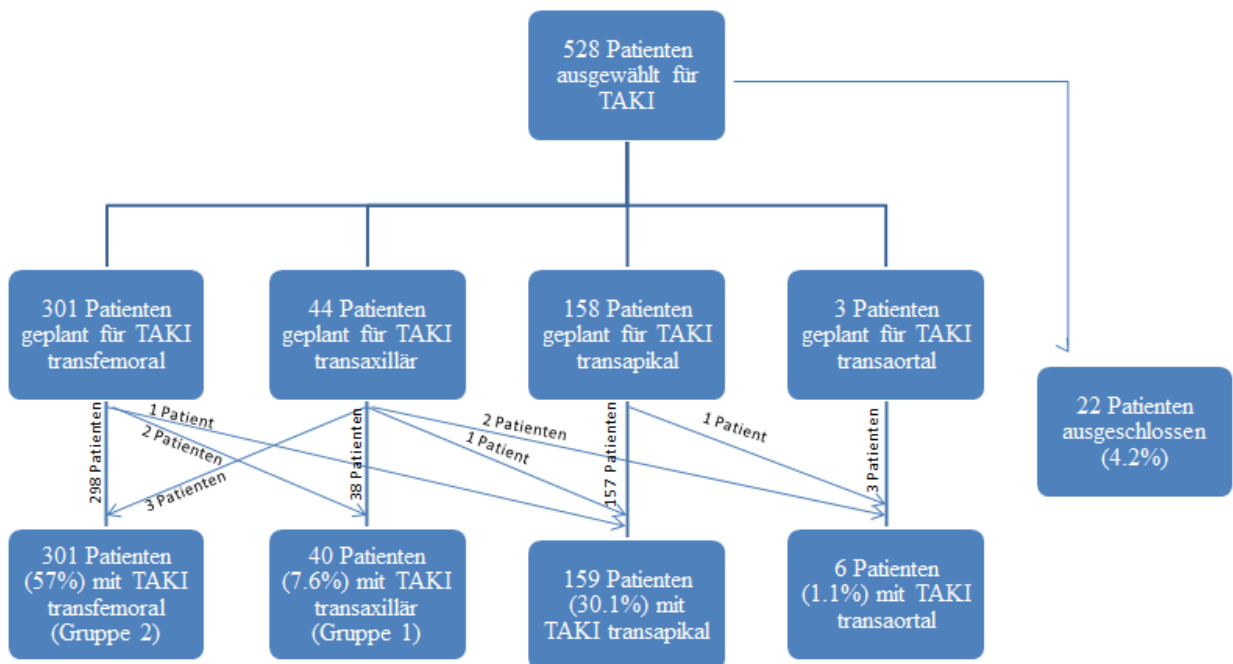 528 Patienten
ausgewählt für
TAKI
301 Patienten
geplant für TAKI
transfemoral
44 Patienten
geplant für TAKI
transaxillär
158 Patienten
geplant für TAKI
transapikal
3 Patienten
geplant für TAKI
transaortal
22 Patienten
ausgeschlossen
(4.2%)
298 Patienten
1 Patient
2 Patienten
3 Patienten
38 Patienten
1 Patient
2 Patienten
157 Patienten
1 Patient
3 Patienten
301 Patienten
(57%) mit TAKI
transfemoral
(Gruppe 2)
40 Patienten
(7.6%) mit TAKI
transaxillär
(Gruppe 1)
159 Patienten
(30.1%) mit
TAKI transapikal
6 Patienten
(1.1%) mit TAKI
transaortal